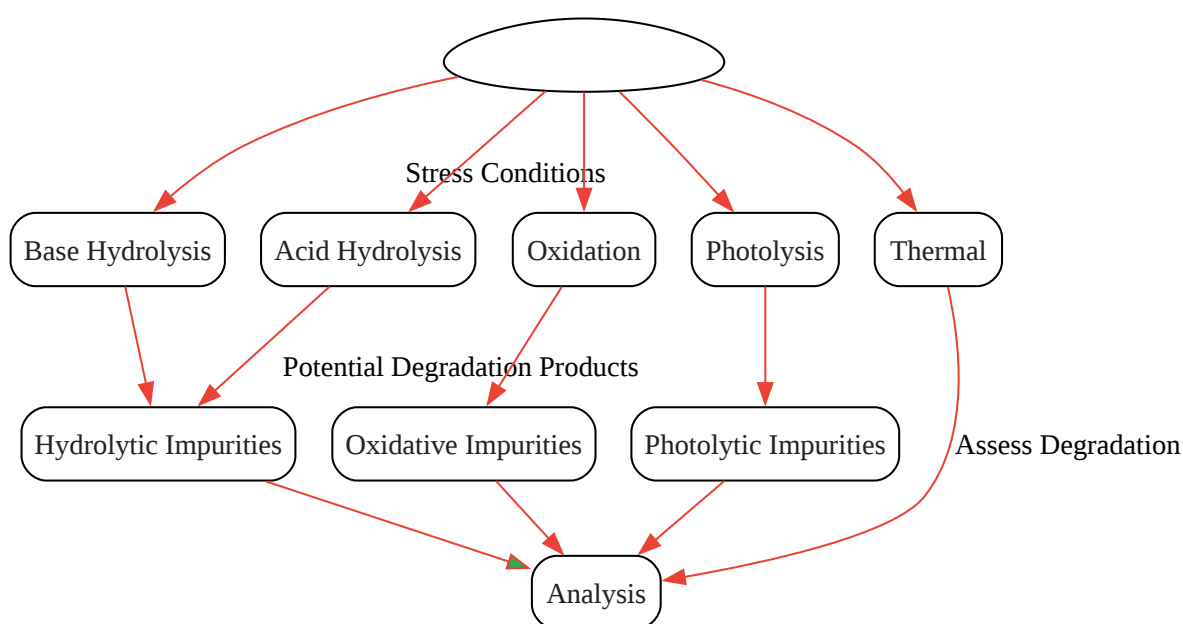 Stress Conditions
Base Hydrolysis
Acid Hydrolysis
Oxidation
Photolysis
Thermal
Potential Degradation Products
Hydrolytic Impurities
Oxidative Impurities
Photolytic Impurities
Assess Degradation
Analysis